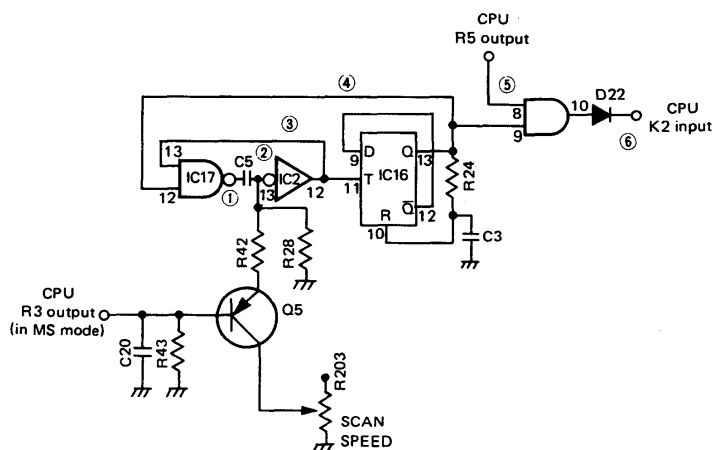 CPU
R5 output
④
⑤
D22
8
10
CPU
K2 input
9
⑥
③
②
13
C5
9
D
Q
13
IC17
IC2
IC16
R24
12
11
T
12
①
13
Q
12
R
10
C3
R42
R28
CPU
R3 output
(in MS mode)
Q5
C20
R43
R203
SCAN
SPEED